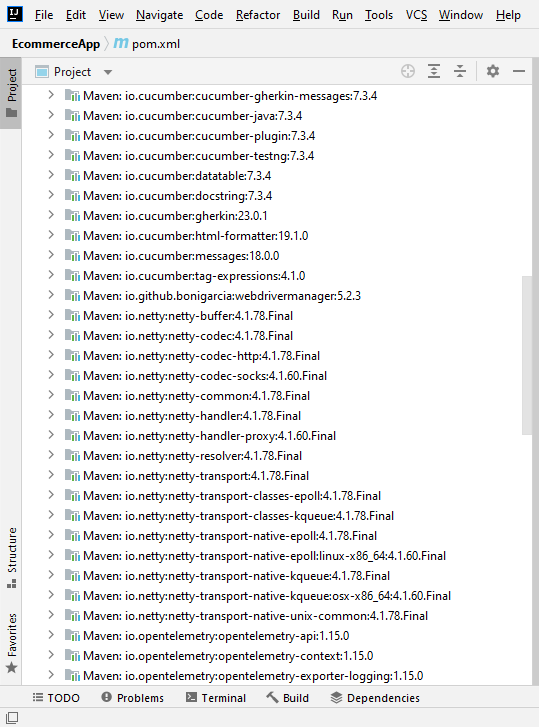 IJ File Edit View Navigate Code Refactor Build Run Tools VCS Window Help
EcommerceApp pom.xml
Project
Project
Maven: io.cucumber:cucumber-gherkin-messages:7.3.4
Maven: io.cucumber:cucumber-java:7.3.4
Maven: io.cucumber:cucumber-plugin:7.3.4
Maven: io.cucumber:cucumber-testng:7.3.4
Maven: io.cucumber:datatable:7.3.4
Maven: io.cucumber:docstring:7.3.4
Maven: io.cucumber:gherkin:23.0.1
Maven: io.cucumber:html-formatter:19.1.0
Maven: io.cucumber:messages:18.0.0
Maven: io.cucumber:tag-expressions:4.1.0
Maven: io.github.bonigarcia:webdrivermanager:5.2.3
Maven: io.netty:netty-buffer:4.1.78.Final
Maven: io.netty:netty-codec:4.1.78.Final
Maven: io.netty:netty-codec-http:4.1.78.Final
Maven: io.netty:netty-codec-socks:4.1.60.Final
Maven: io.netty:netty-common:4.1.78.Final
Maven: io.netty:netty-handler:4.1.78.Final
Maven: io.netty:netty-handler-proxy:4.1.60.Final
Maven: io.netty:netty-resolver:4.1.78.Final
Maven: io.netty:netty-transport:4.1.78.Final
Maven: io.netty:netty-transport-classes-epoll:4.1.78.Final
Maven: io.netty:netty-transport-classes-kqueue:4.1.78.Final
Maven: io.netty:netty-transport-native-epoll:4.1.78.Final
Maven: io.netty:netty-transport-native-epoll:linux-x86_64:4.1.60.Final
Maven: io.netty:netty-transport-native-kqueue:4.1.78.Final
Maven: io.netty:netty-transport-native-kqueue:osx-x86_64:4.1.60.Final
Maven: io.netty:netty-transport-native-unix-common:4.1.78.Final
Maven: io.opentelemetry:opentelemetry-api:1.15.0
Maven: io.opentelemetry:opentelemetry-context:1.15.0
Maven: io.opentelemetry:opentelemetry-exporter-logging:1.15.0
Structure
Favorites
TODO Problems Terminal Build Dependencies